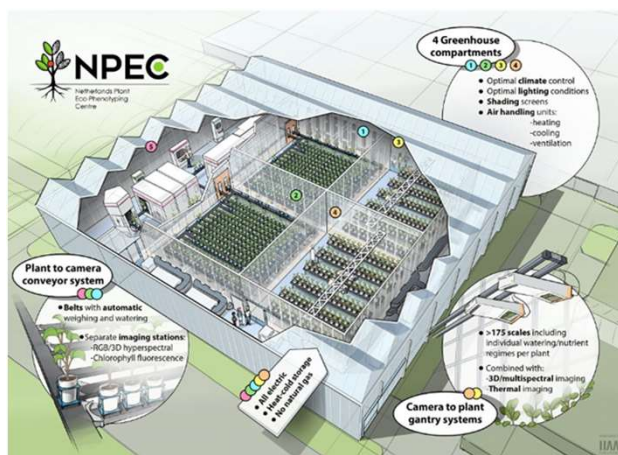 NPEC
Netherlands Plant
Eco-Phenotyping
Centre
4 Greenhouse
compartments
1 2 3 4
• Optimal climate control
• Optimal lighting conditions
• Shading screens
• Air handling units:
-heating
-cooling
-ventilation
5
1
3
2
4
Plant to camera
conveyor system
• Belts with automatic
weighing and watering
• Separate imaging stations:
-RGB/3D hyperspectral
-Chlorophyll fluorescence
• All electric
• Heat-cold storage
• No natural gas
• >175 scales including
individual watering/nutrient
regimes per plant
• Combined with:
-3D/multispectral imaging
-Thermal imaging
Camera to plant
gantry systems